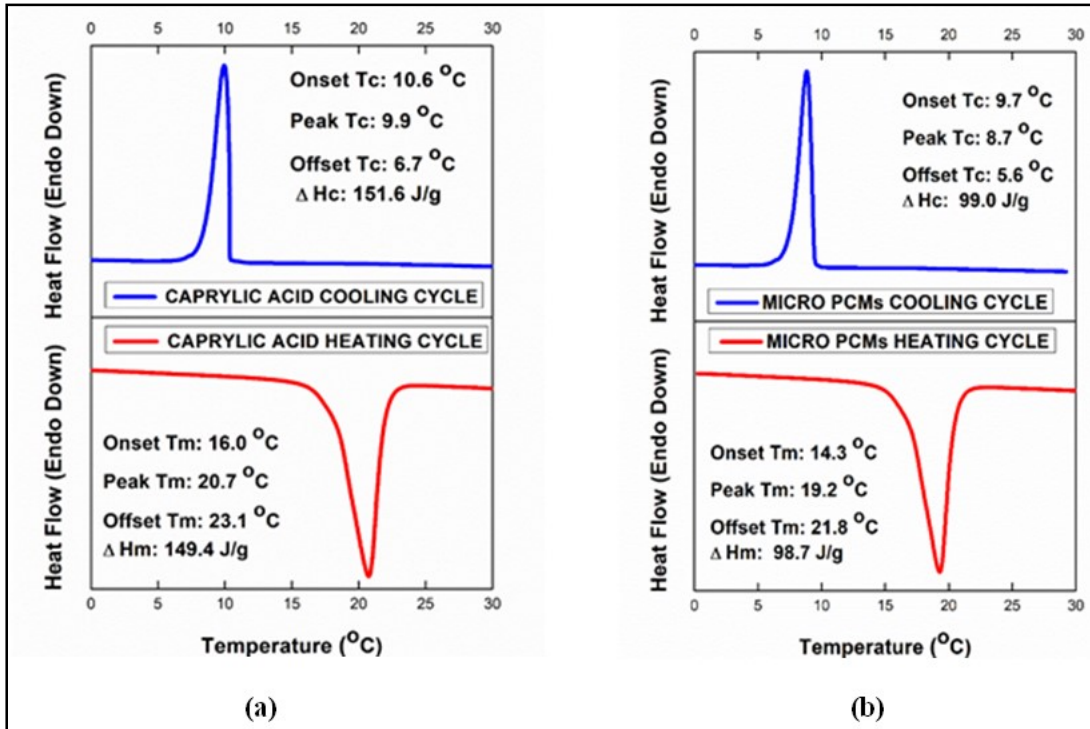 0 5 10 15 20 25 30
Heat Flow (Endo Down)
Onset Tc: 10.6 °C
Peak Tc: 9.9 °C
Offset Tc: 6.7 °C
Δ Hc: 151.6 J/g
CAPRYLIC ACID COOLING CYCLE
CAPRYLIC ACID HEATING CYCLE
Heat Flow (Endo Down)
Onset Tm: 16.0 °C
Peak Tm: 20.7 °C
Offset Tm: 23.1 °C
Δ Hm: 149.4 J/g
0 5 10 15 20 25 30
Temperature (°C)
(a)
0 5 10 15 20 25 30
Heat Flow (Endo Down)
Onset Tc: 9.7 °C
Peak Tc: 8.7 °C
Offset Tc: 5.6 °C
Δ Hc: 99.0 J/g
MICRO PCMs COOLING CYCLE
MICRO PCMs HEATING CYCLE
Heat Flow (Endo Down)
Onset Tm: 14.3 °C
Peak Tm: 19.2 °C
Offset Tm: 21.8 °C
Δ Hm: 98.7 J/g
0 5 10 15 20 25 30
Temperature (°C)
(b)